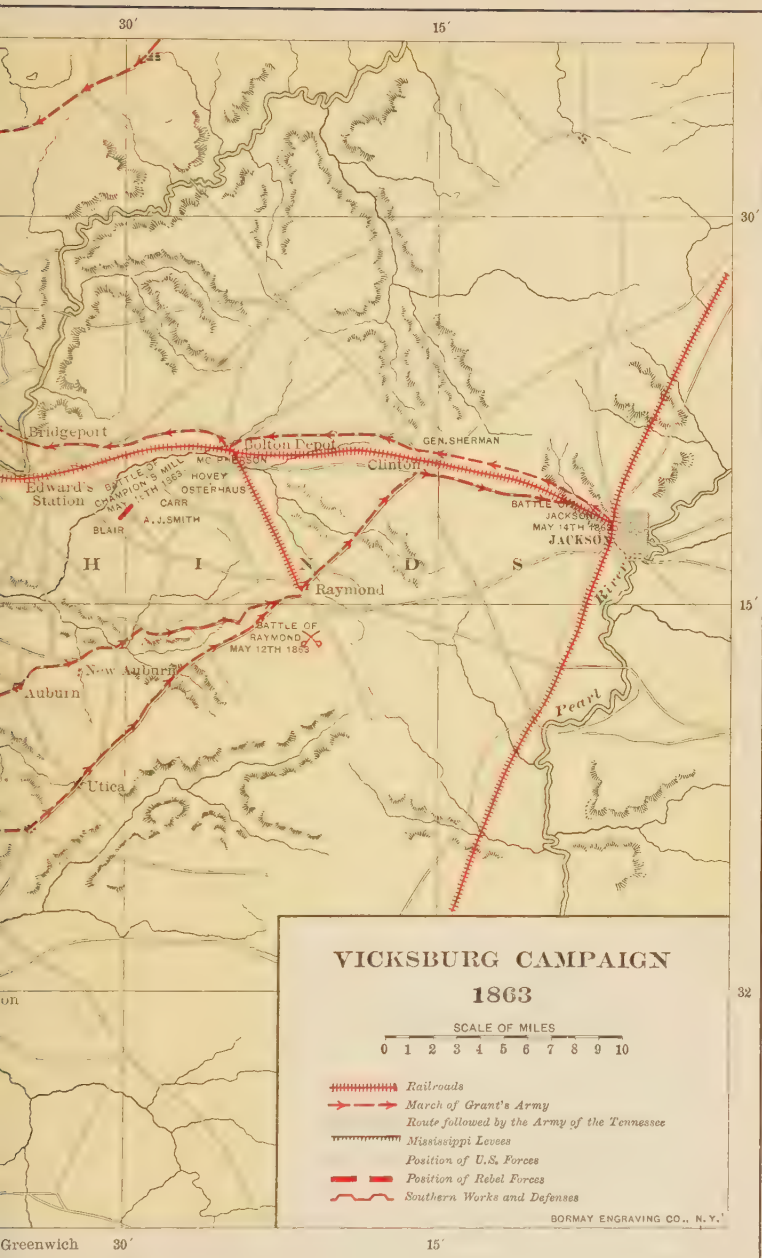 30′
15′
30′
Bridgeport
Bolton Depot
GEN. SHERMAN
Clinton
Edward's
Station
BATTLE OF
CHAMPION'S MILL
MAY 16TH 1863
MC PHERSON
HOVEY
OSTERHAUS
CARR
A.J. SMITH
BLAIR
BATTLE OF
JACKSON
MAY 14TH 1863
JACKSON
H I N D S
River
Raymond
15′
BATTLE OF
RAYMOND
MAY 12TH 1863
New Auburn
Auburn
Pearl
Utica
on
32
VICKSBURG CAMPAIGN
1863
SCALE OF MILES
0 1 2 3 4 5 6 7 8 9 10
Railroads
March of Grant's Army
Route followed by the Army of the Tennessee
Mississippi Levees
Position of U.S. Forces
Position of Rebel Forces
Southern Works and Defenses
BORMAY ENGRAVING CO., N.Y.
Greenwich 30′ 15′